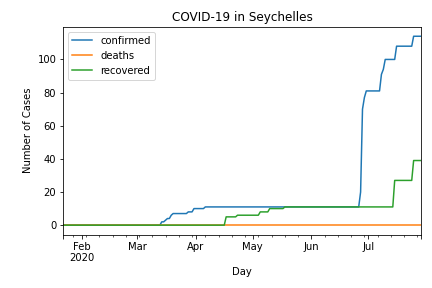 COVID-19 in Seychelles
confirmed
deaths
recovered
Number of Cases
100
80
60
40
20
0
Feb
2020
Mar
Apr
May
Jun
Jul
Day